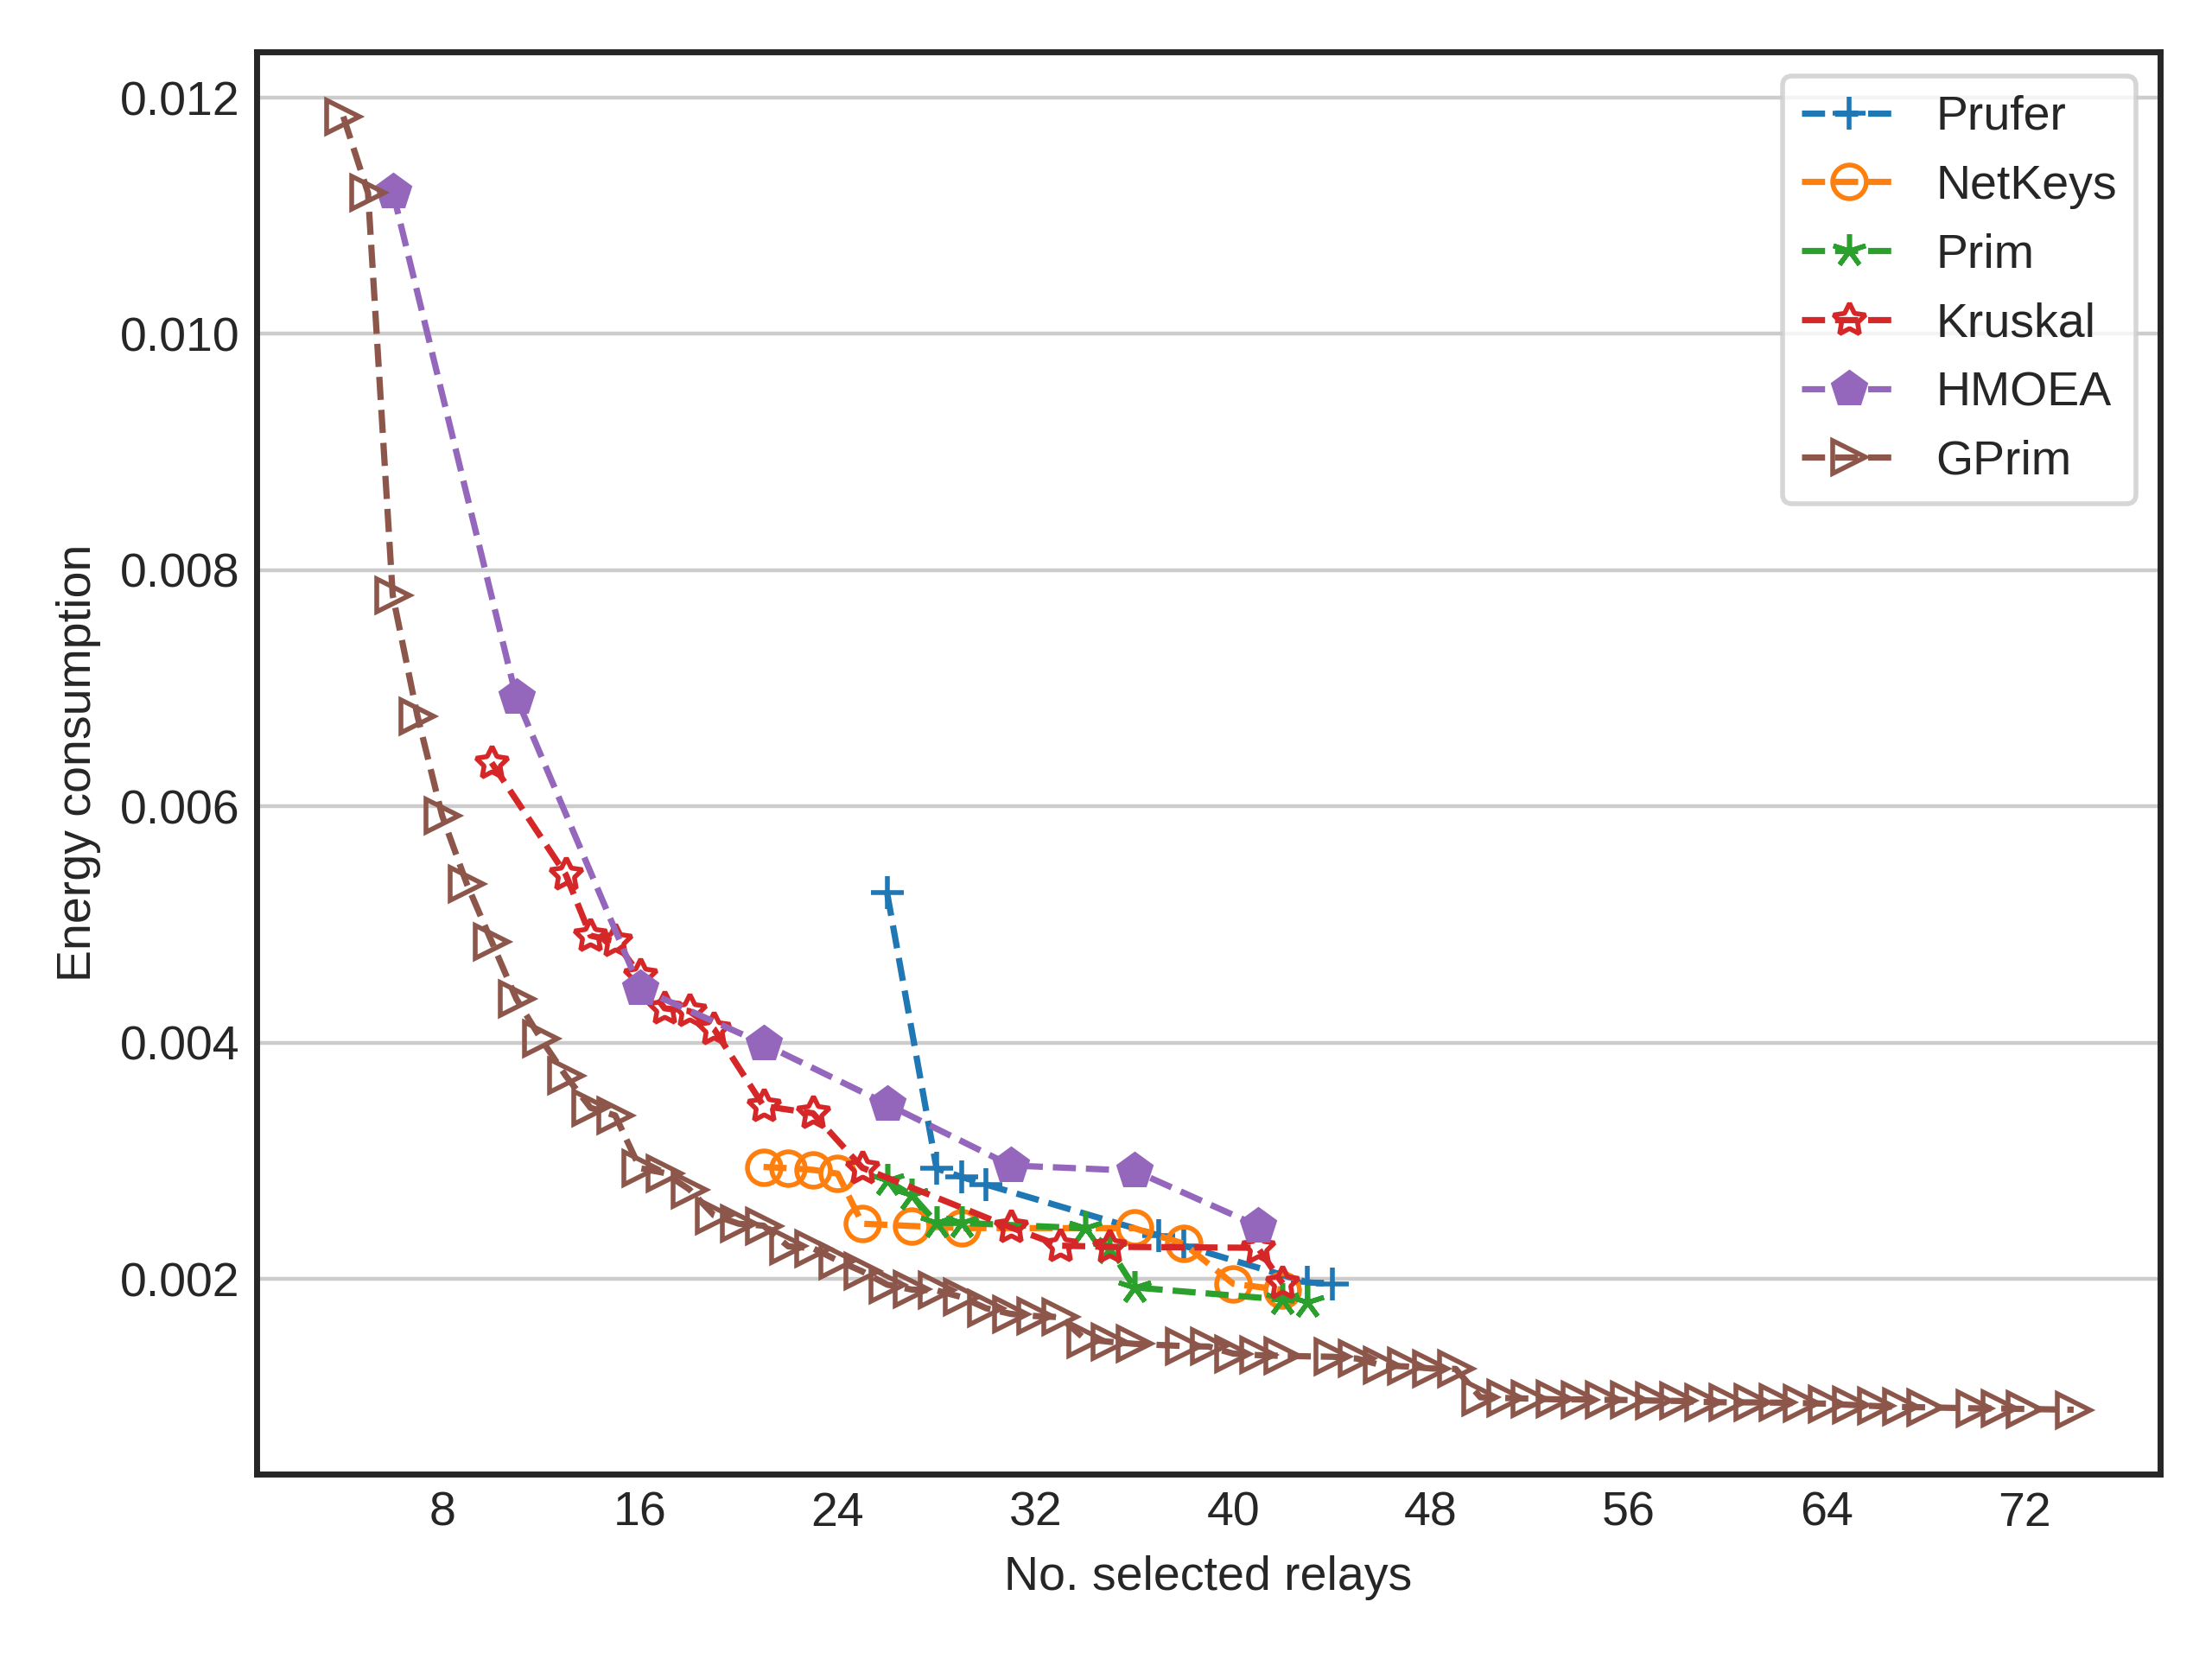 0.012
0.010
0.008
0.006
0.004
0.002
Energy consumption
8 16 24 32 40 48 56 64 72
No. selected relays
Prufer
NetKeys
Prim
Kruskal
HMOEA
GPrim